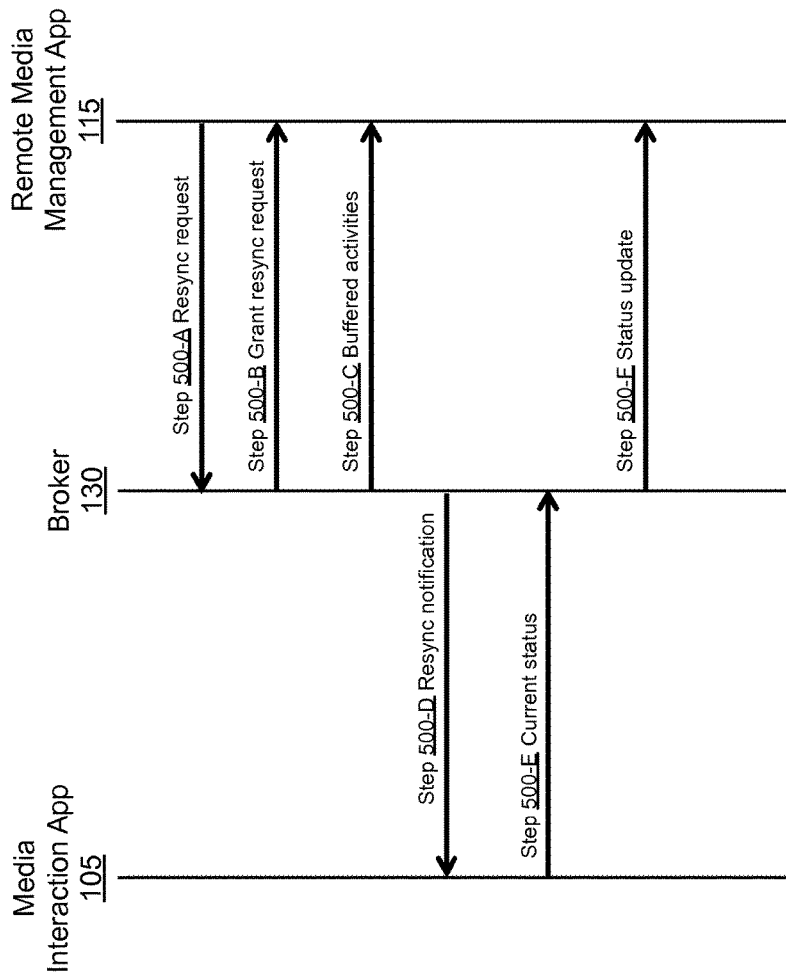 Media
Interaction App
105
Broker
130
Remote Media
Management App
115
Step 500-A Resync request
Step 500-B Grant resync request
Step 500-C Buffered activities
Step 500-D Resync notification
Step 500-E Current status
Step 500-F Status update